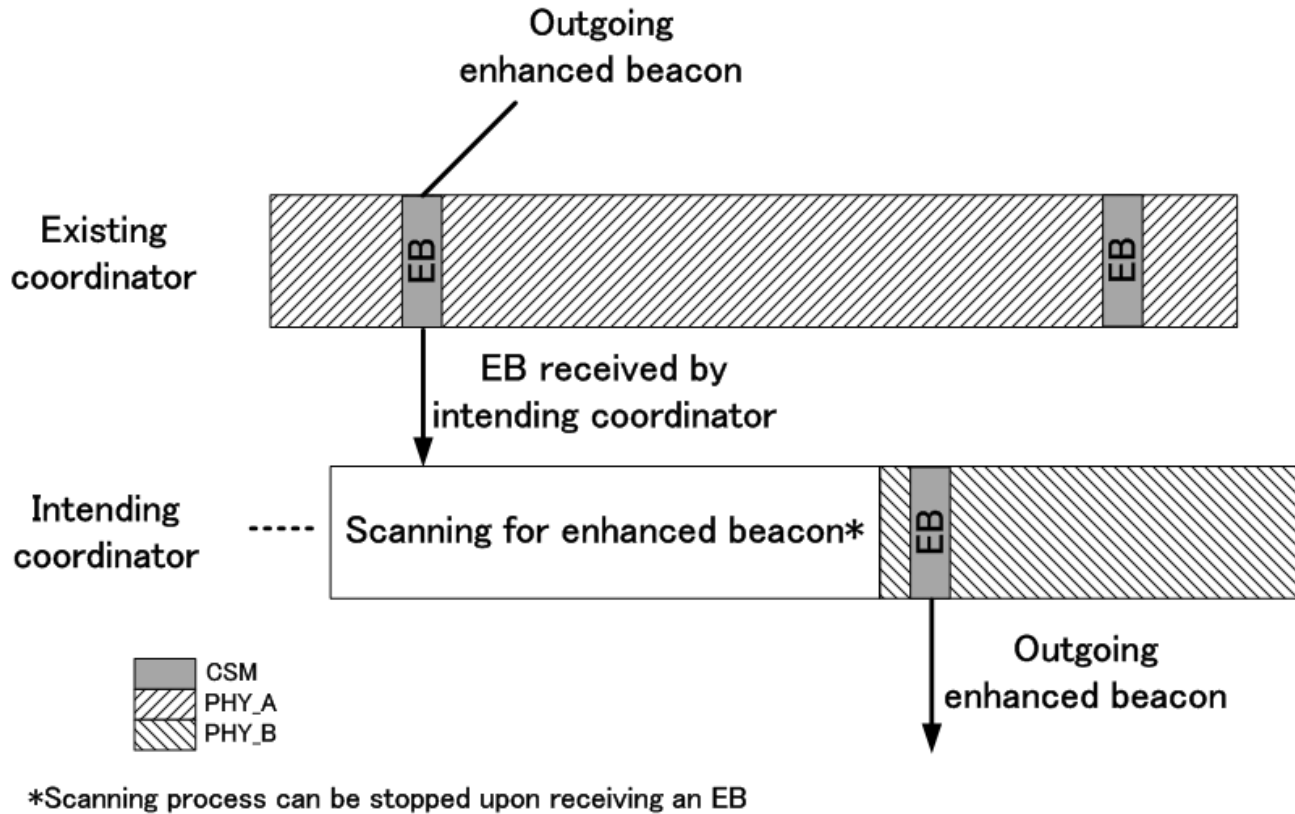 Outgoing
enhanced beacon
Existing
coordinator
EB
EB
EB received by
intending coordinator
Intending
coordinator
Scanning for enhanced beacon*
EB
Outgoing
enhanced beacon
CSM
PHY_A
PHY_B
*Scanning process can be stopped upon receiving an EB